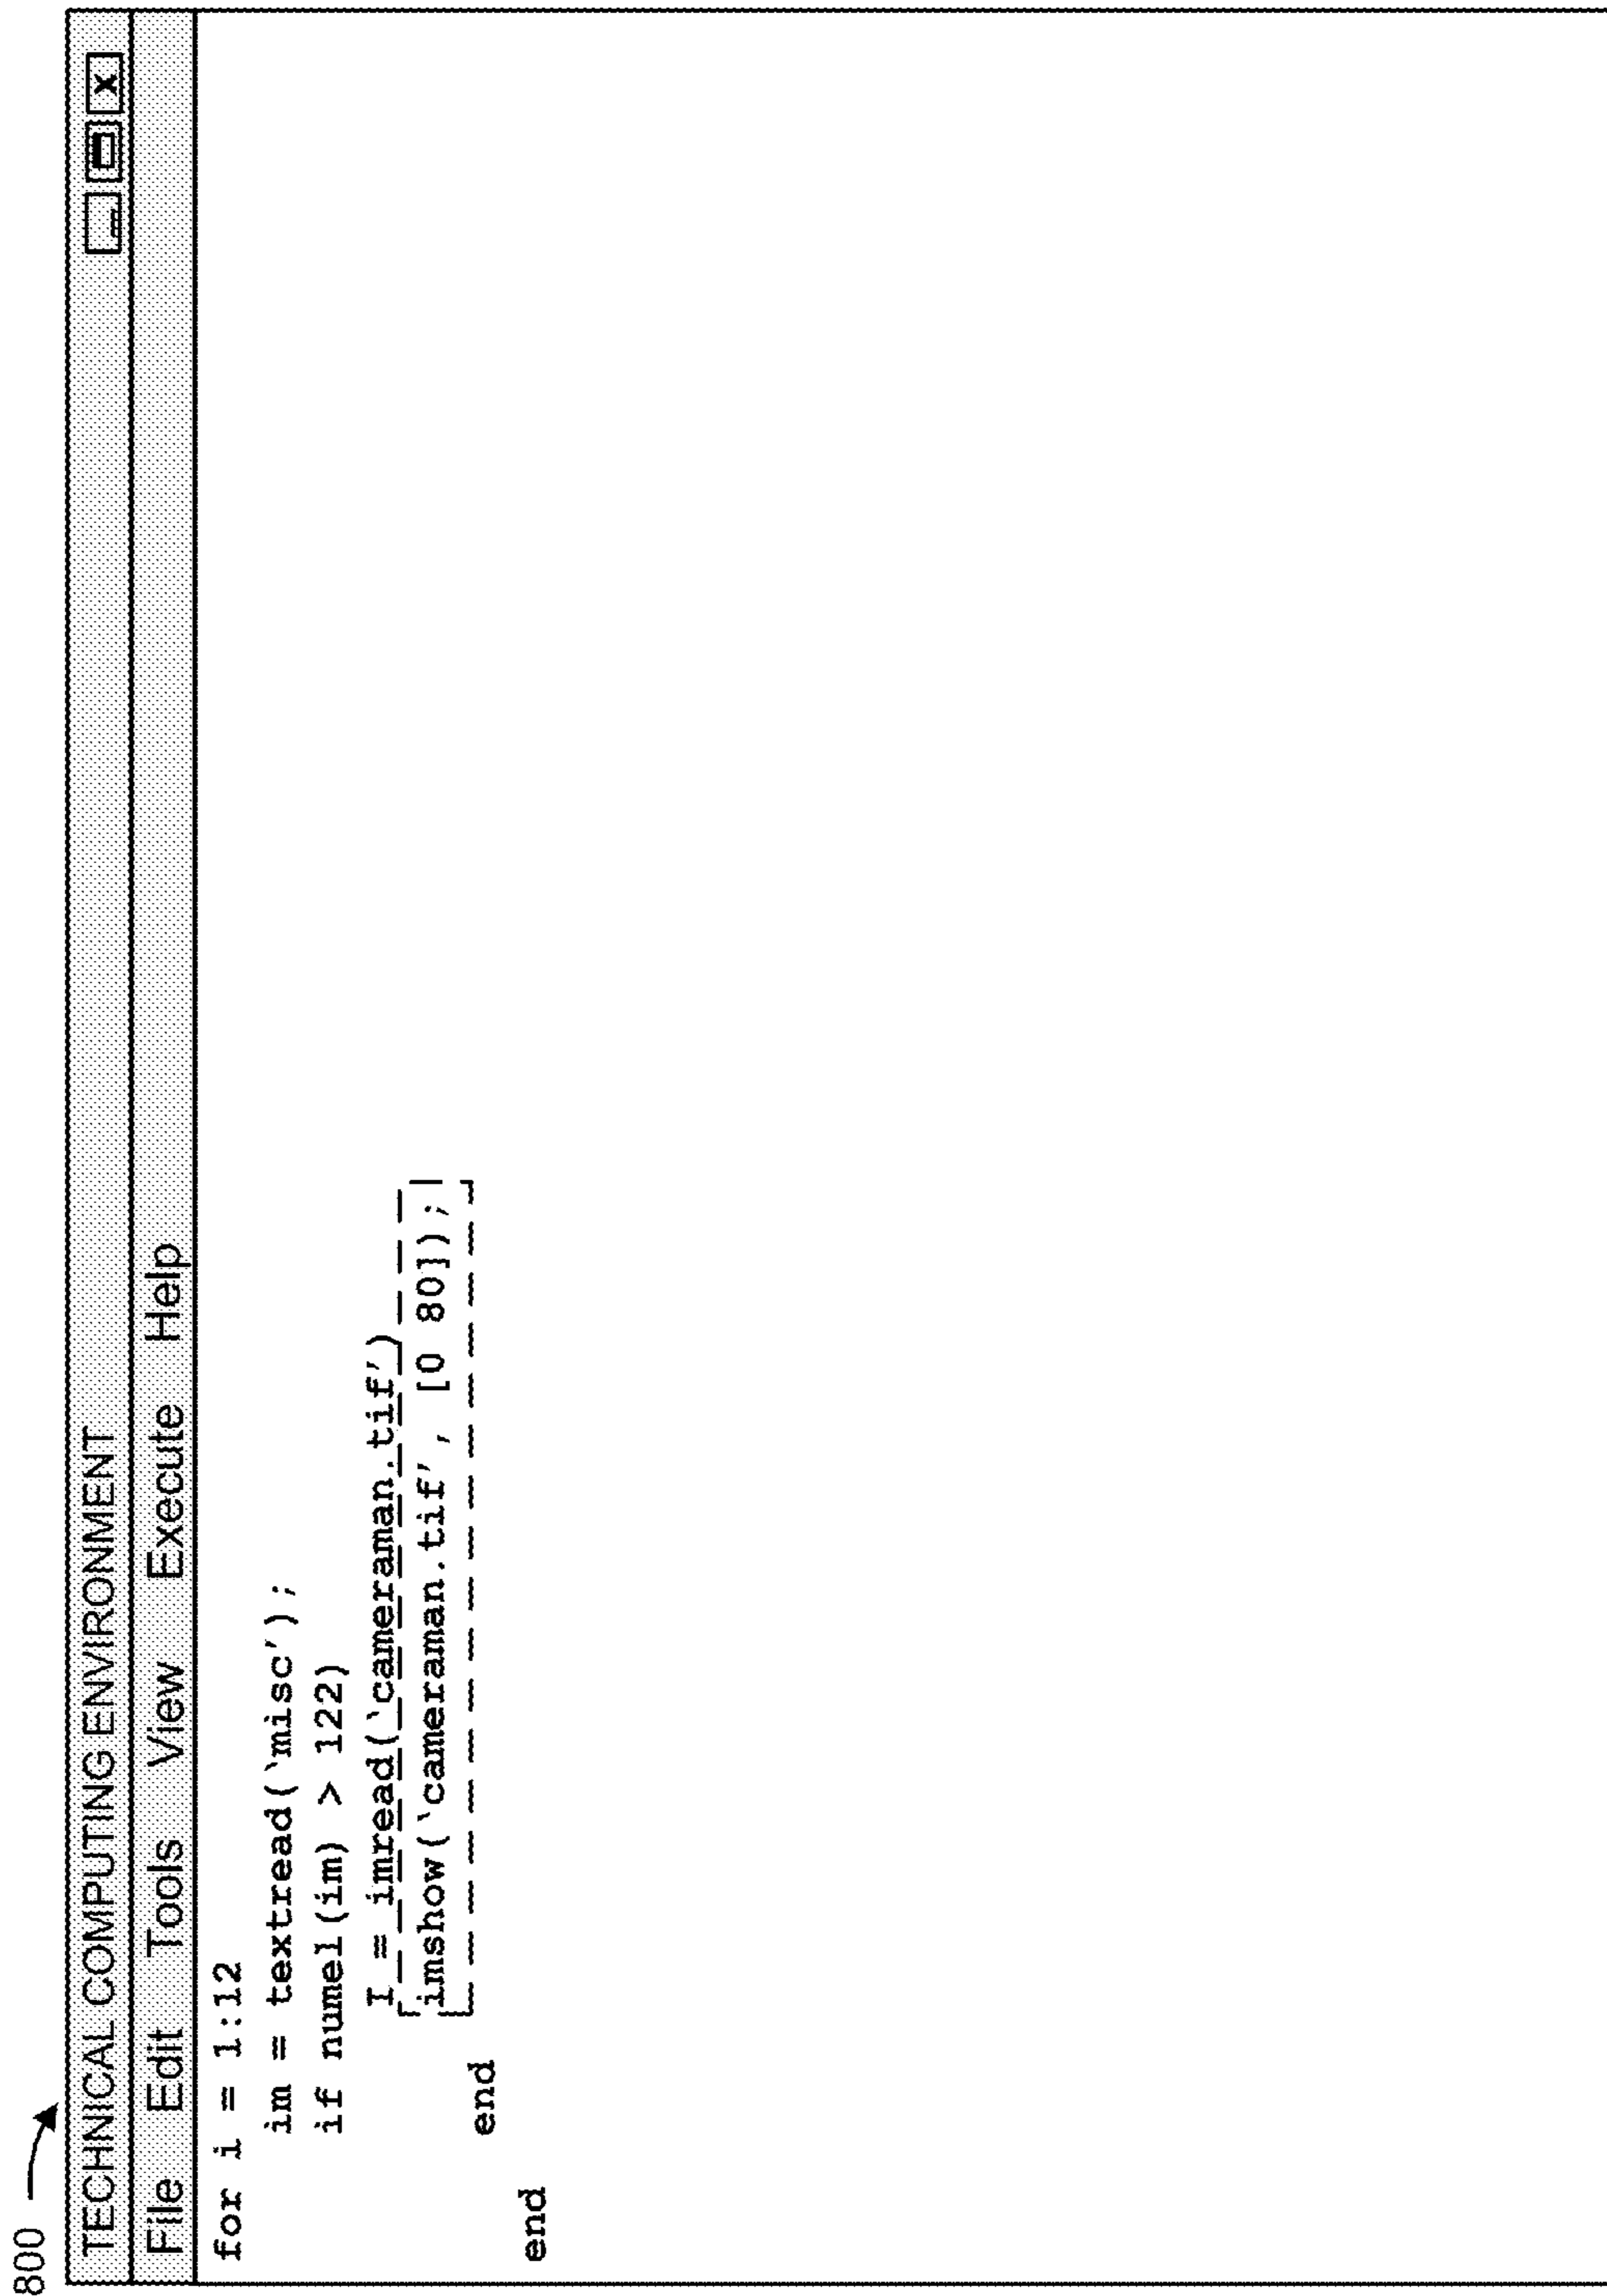 800
TECHNICAL COMPUTING ENVIRONMENT
File Edit Tools View Execute Help
for i = 1:12
im = textread(‵misc′);
if numel(im) > 122)
I = imread(‵cameraman.tif′)
imshow(‵cameraman.tif′, [0 80]);
end
end